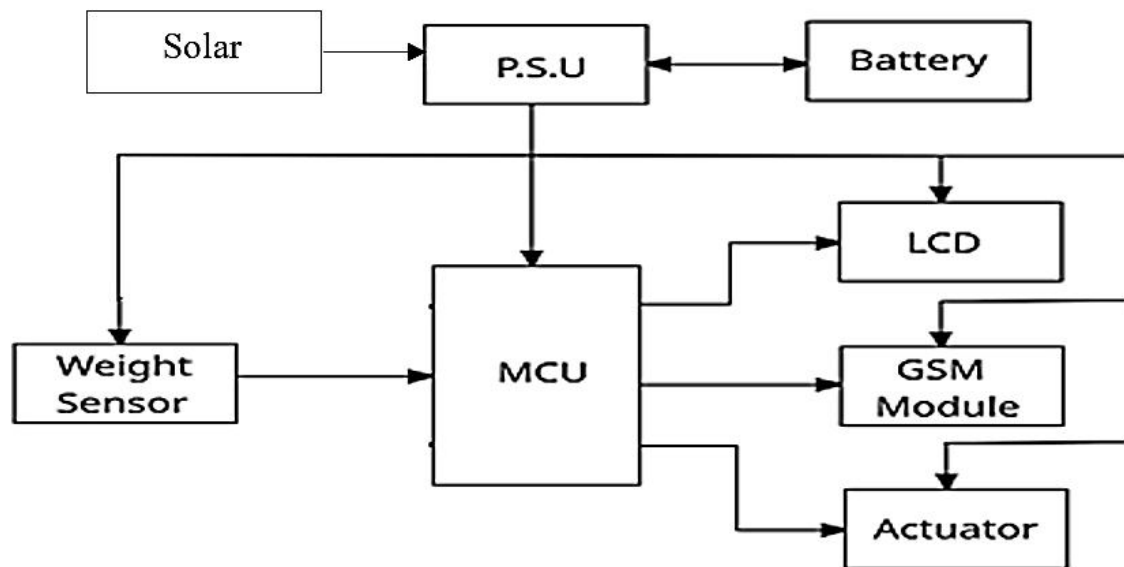 Solar
P.S.U
Battery
LCD
Weight
Sensor
MCU
GSM
Module
Actuator